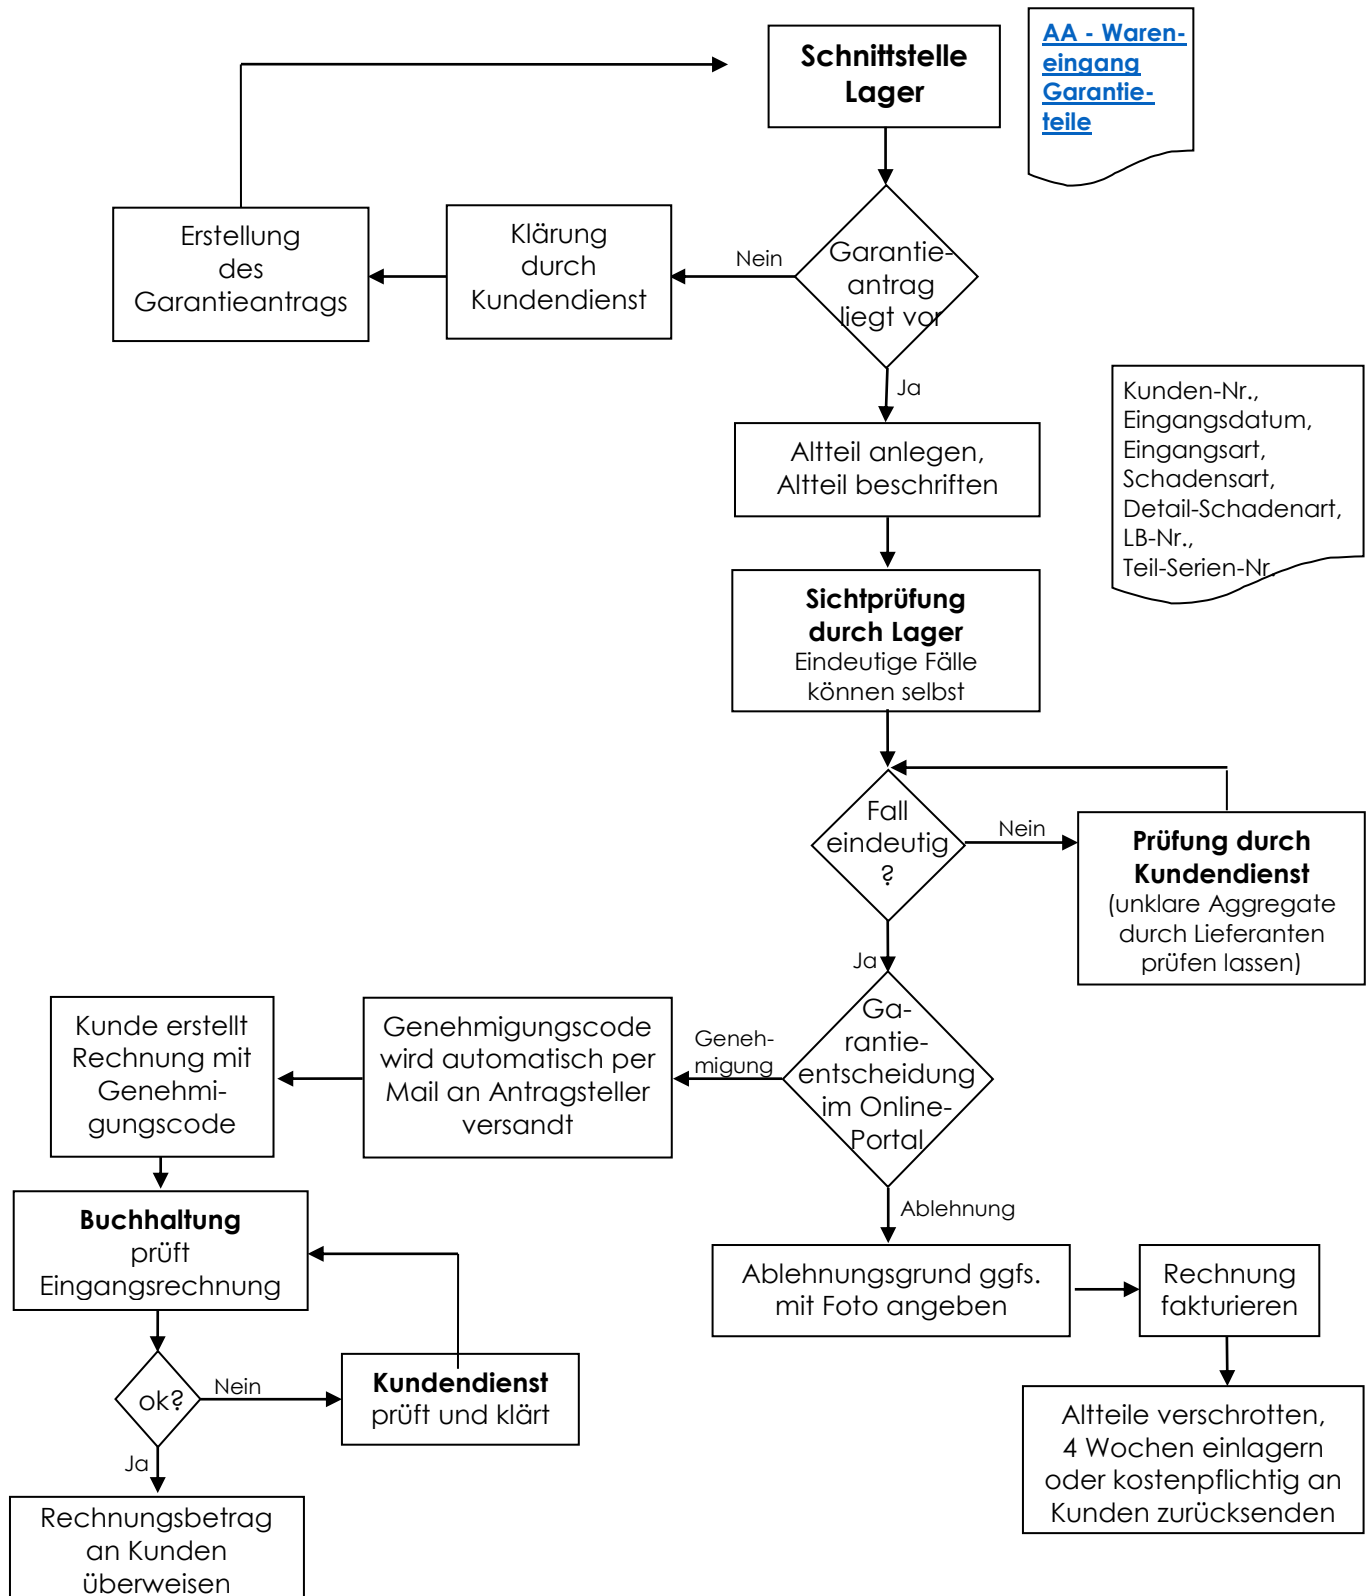 Schnittstelle
Lager
AA - Waren-
eingang
Garantie-
teile
Erstellung
des
Garantieantrags
Klärung
durch
Kundendienst
Nein
Garantie-
antrag
liegt vor
Ja
Kunden-Nr.,
Eingangsdatum,
Eingangsart,
Schadensart,
Detail-Schadenart,
LB-Nr.,
Teil-Serien-Nr.
Altteil anlegen,
Altteil beschriften
Sichtprüfung
durch Lager
Eindeutige Fälle
können selbst
Fall
eindeutig
?
Nein
Prüfung durch
Kundendienst
(unklare Aggregate
durch Lieferanten
prüfen lassen)
Ja
Ga-
rantie-
entscheidung
im Online-
Portal
Geneh-
migung
Genehmigungscode
wird automatisch per
Mail an Antragsteller
versandt
Kunde erstellt
Rechnung mit
Genehmi-
gungscode
Ablehnung
Buchhaltung
prüft
Eingangsrechnung
Ablehnungsgrund ggfs.
mit Foto angeben
Rechnung
fakturieren
ok?
Nein
Kundendienst
prüft und klärt
Altteile verschrotten,
4 Wochen einlagern
oder kostenpflichtig an
Kunden zurücksenden
Ja
Rechnungsbetrag
an Kunden
überweisen